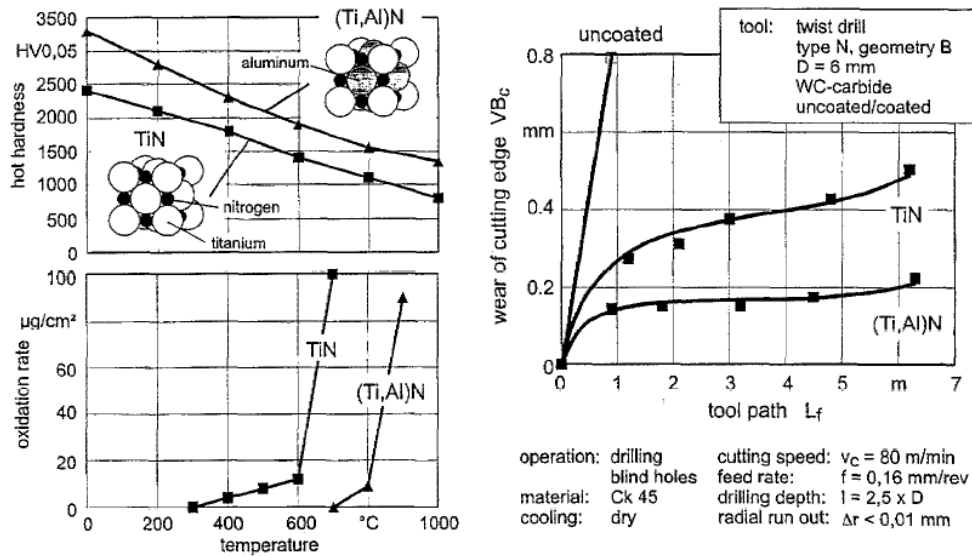 (Ti,Al)N
3500
HV0,05
2500
2000
1500
1000
500
0
hot hardness
aluminum
TiN
nitrogen
titanium
100
µg/cm²
60
40
20
10
0
oxidation rate
TiN
(Ti,Al)N
0
200
400
600
°C
1000
temperature
uncoated
tool: twist drill
type N, geometry B
D = 6 mm
WC-carbide
uncoated/coated
0.8
mm
0.4
0.2
0
wear of cutting edge VBc
TiN
(Ti,Al)N
0
1
2
3
4
5
m
7
tool path Lf
operation: drilling
blind holes
material: Ck 45
cooling: dry
cutting speed: vc = 80 m/min
feed rate: f = 0,16 mm/rev
drilling depth: l = 2,5 x D
radial run out: Δr < 0,01 mm